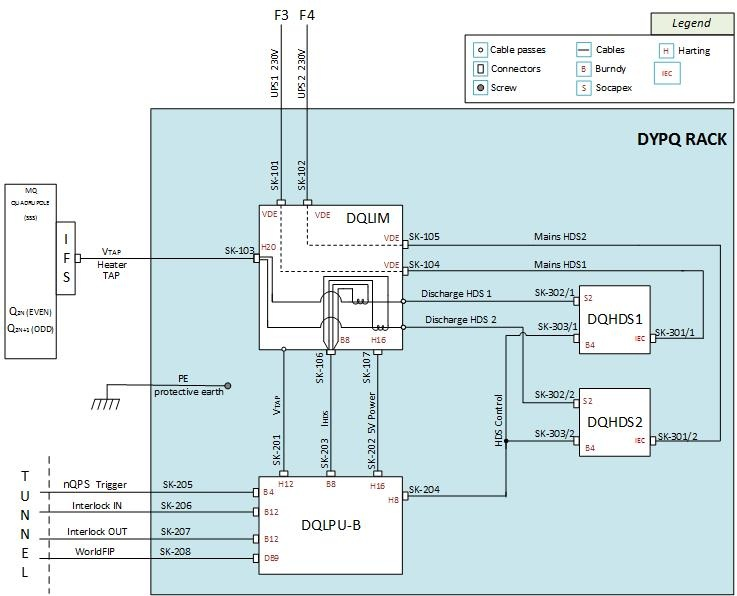 F3 F4
Legend
Cable passes
Cables
H Harting
Connectors
B Burndy
IEC
Screw
S Socapex
UPS1 230V
UPS2 230V
DYPQ RACK
SK-101
SK-102
MQ
QUADRUPOLE
(SSS)
IFS
Q2N (EVEN)
Q2N+1 (ODD)
VTAP
Heater
TAP
SK-103
VDE
VDE
DQLIM
H20
VDE
SK-105
Mains HDS2
VDE
SK-104
Mains HDS1
Discharge HDS 1
SK-302/1
S2
DQHDS1
Discharge HDS 2
SK-303/1
B4
IEC
SK-301/1
B8
H16
SK-106
SK-107
PE
protective earth
VTAP
IHDS
5V Power
SK-201
SK-203
SK-202
HDS Control
SK-302/2
S2
DQHDS2
SK-303/2
B4
IEC
SK-301/2
TUNNEL
nQPS Trigger
SK-205
B4
H12
B8
H16
SK-204
H8
Interlock IN
SK-206
B12
DQLPU-B
Interlock OUT
SK-207
B12
WorldFIP
SK-208
DB9